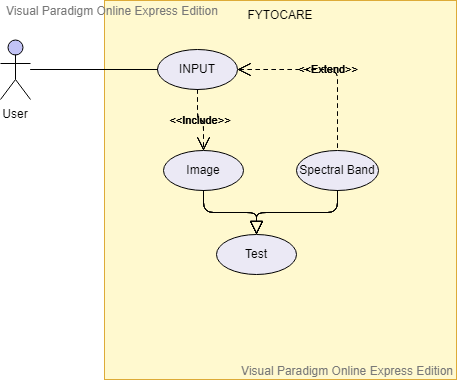 Visual Paradigm Online Express Edition
FYTOCARE
INPUT
<<Extend>>
User
<<Include>>
Image
Spectral Band
Test
Visual Paradigm Online Express Edition